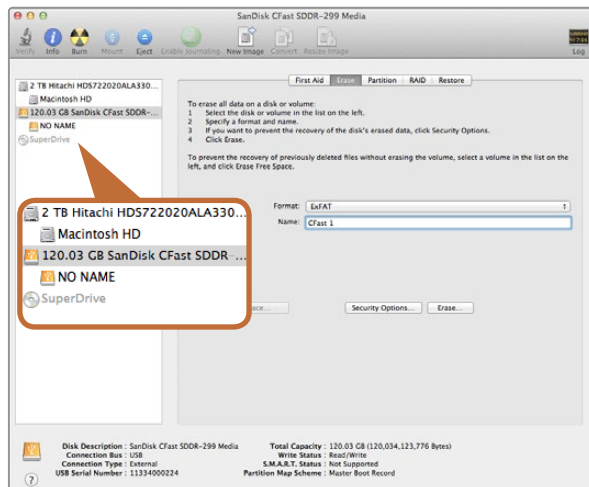 SanDisk CFast SDDR-299 Media
Verify Info Burn Mount Eject Enable Journaling New Image Convert Resize Image Log
First Aid Erase Partition RAID Restore
2 TB Hitachi HDS722020ALA330...
Macintosh HD
120.03 GB SanDisk CFast SDDR-...
NO NAME
SuperDrive
To erase all data on a disk or volume:
1 Select the disk or volume in the list on the left.
2 Specify a format and name.
3 If you want to prevent the recovery of the disk's erased data, click Security Options.
4 Click Erase.
To prevent the recovery of previously deleted files without erasing the volume, select a volume in the list on the
left, and click Erase Free Space.
Format: ExFAT
Name: CFast 1
2 TB Hitachi HDS722020ALA330...
Macintosh HD
120.03 GB SanDisk CFast SDDR-...
NO NAME
SuperDrive
Security Options... Erase...
Disk Description : SanDisk CFast SDDR-299 Media
Connection Bus : USB
Connection Type : External
USB Serial Number : 11334000224
Total Capacity : 120.03 GB (120,034,123,776 Bytes)
Write Status : Read/Write
S.M.A.R.T. Status : Not Supported
Partition Map Scheme : Master Boot Record
?